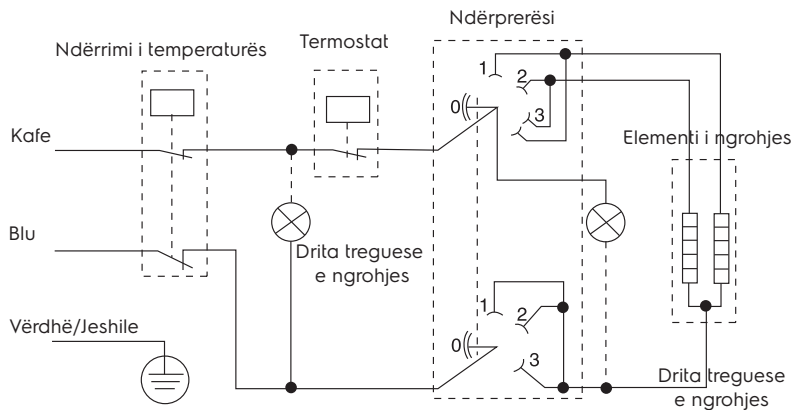 Ndërprerësi
Termostat
Ndërrimi i temperaturës
1
2
0
3
Kafe
Elementi i ngrohjes
Blu
Drita treguese
e ngrohjes
1
2
0
3
Vërdhë/Jeshile
Drita treguese
e ngrohjes